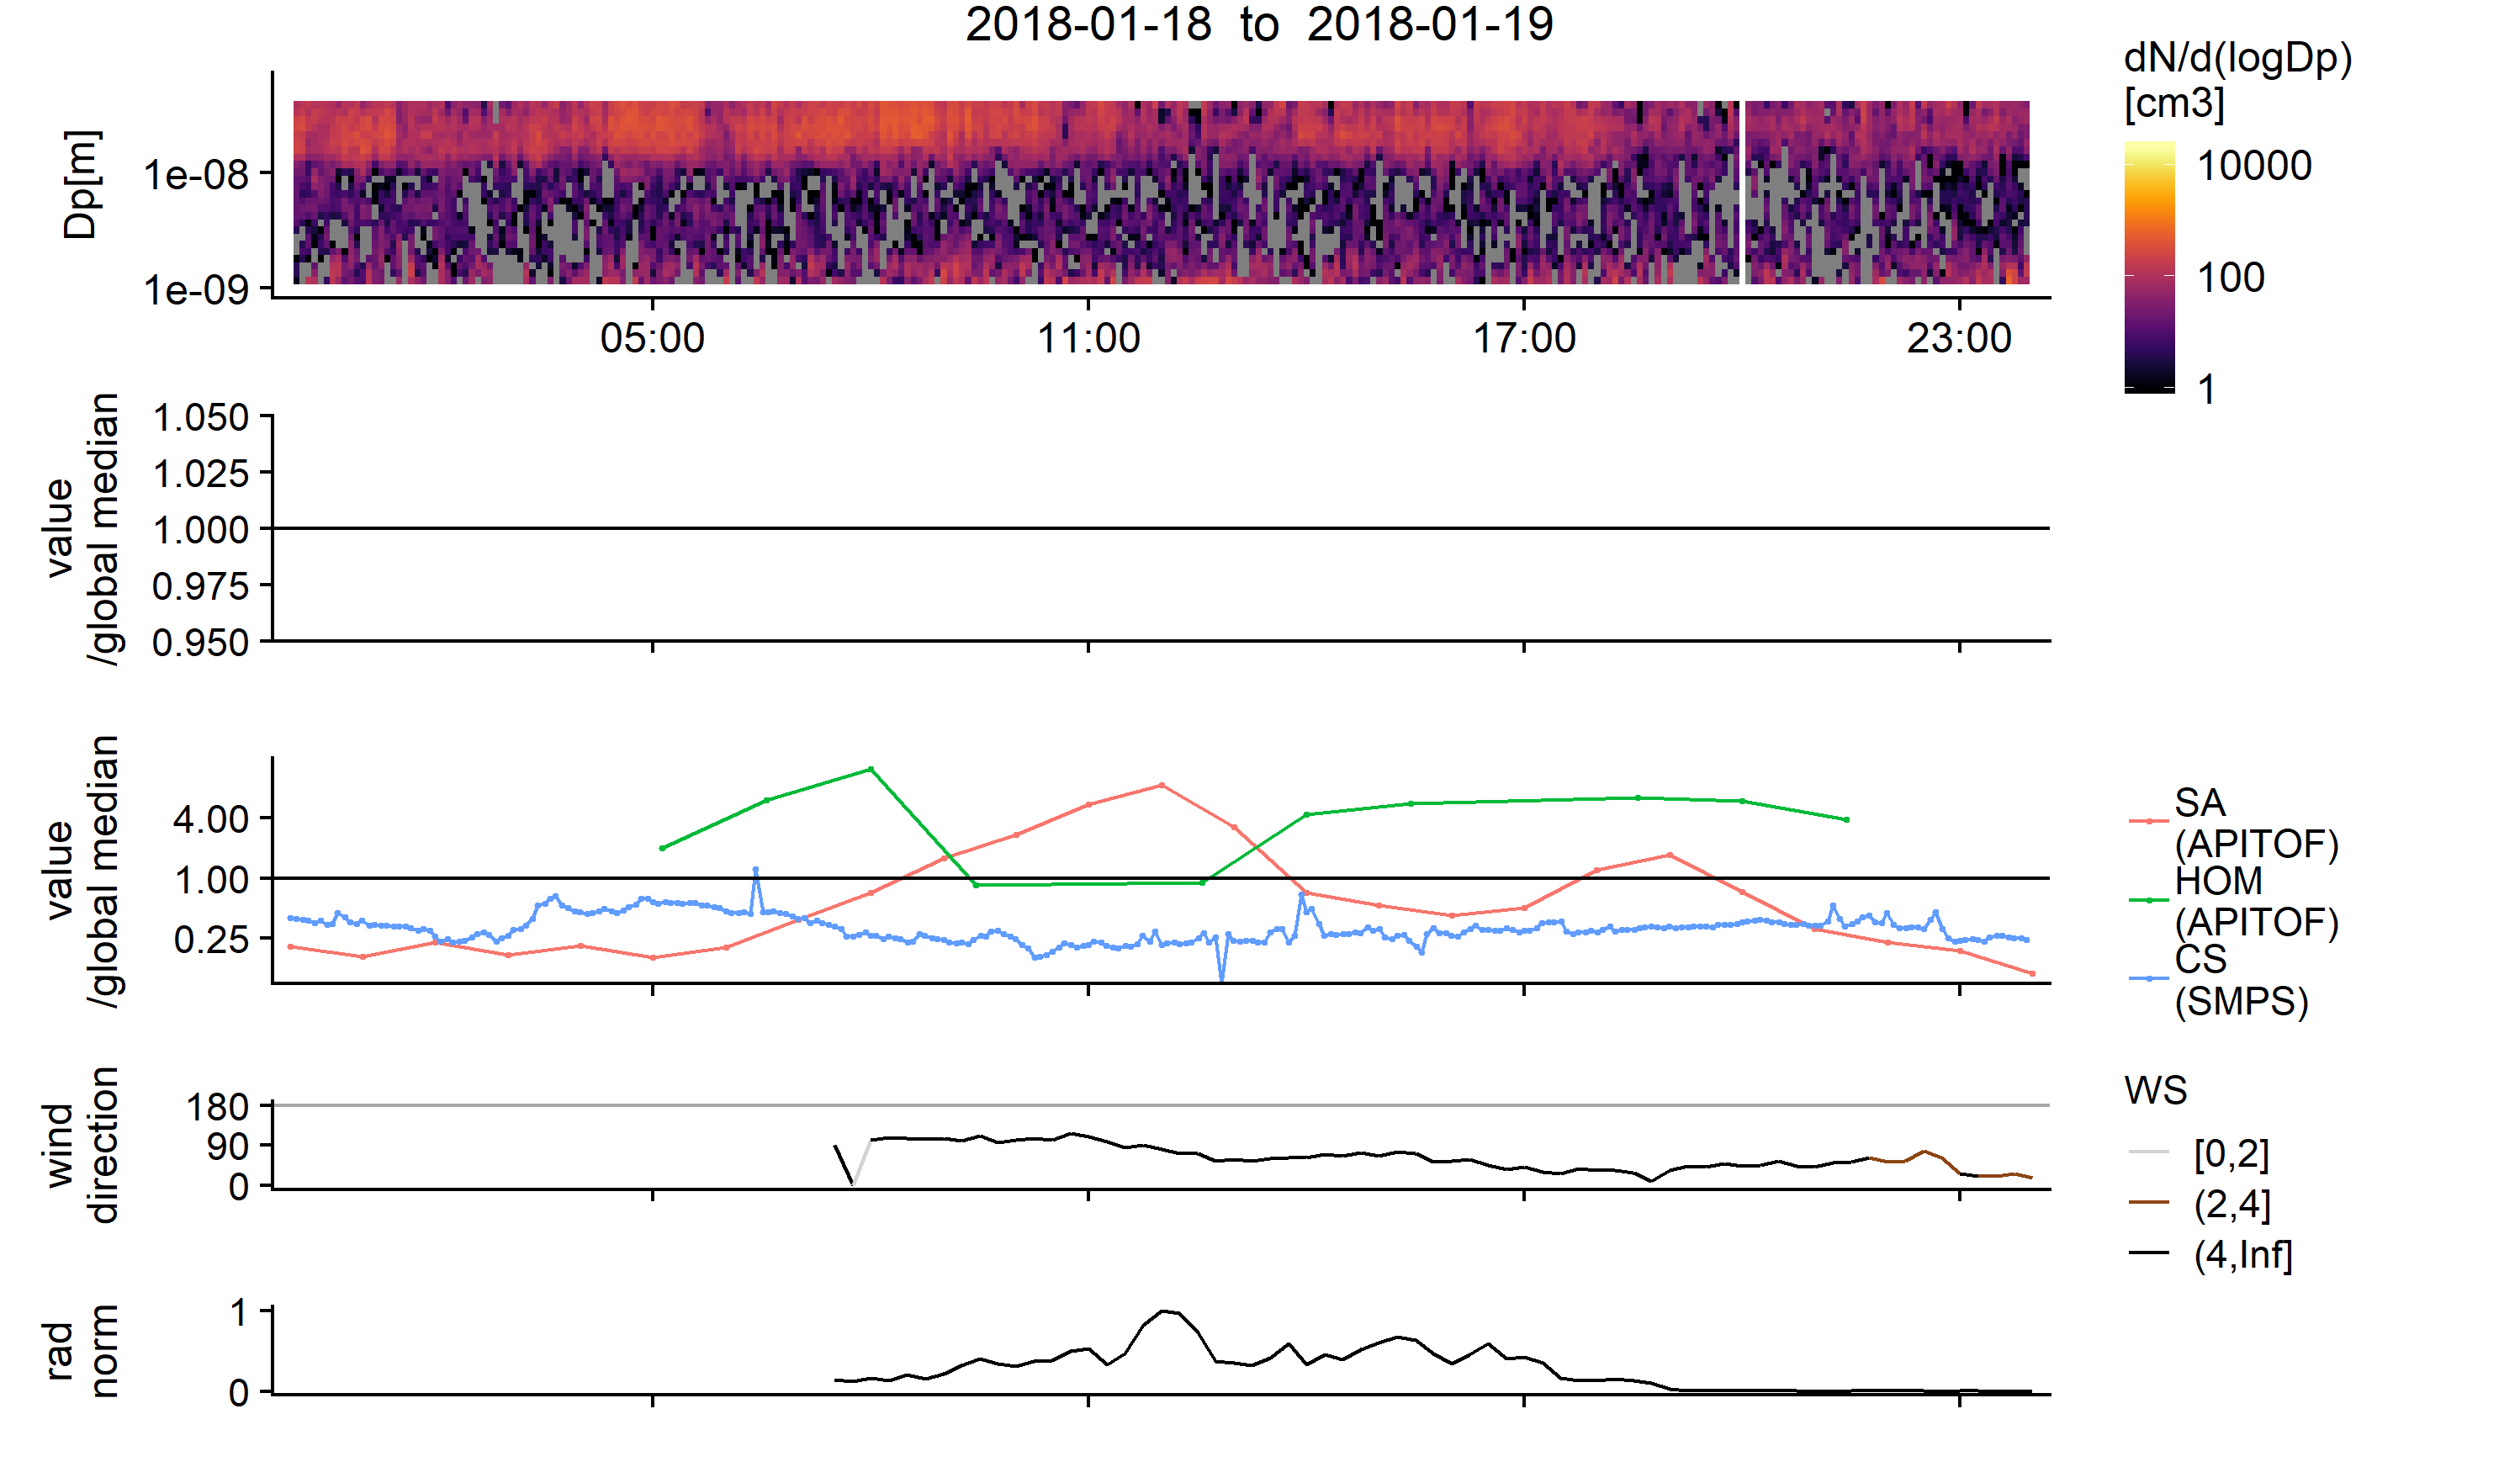 2018-01-18 to 2018-01-19
Dp[m]
1e-08
1e-09
05:00
11:00
17:00
23:00
dN/d(logDp)
[cm3]
10000
100
1
value
/global median
1.050
1.025
1.000
0.975
0.950
value
/global median
4.00
1.00
0.25
SA
(APITOF)
HOM
(APITOF)
CS
(SMPS)
wind
direction
180
90
0
WS
[0,2]
(2,4]
(4,Inf]
rad
norm
1
0